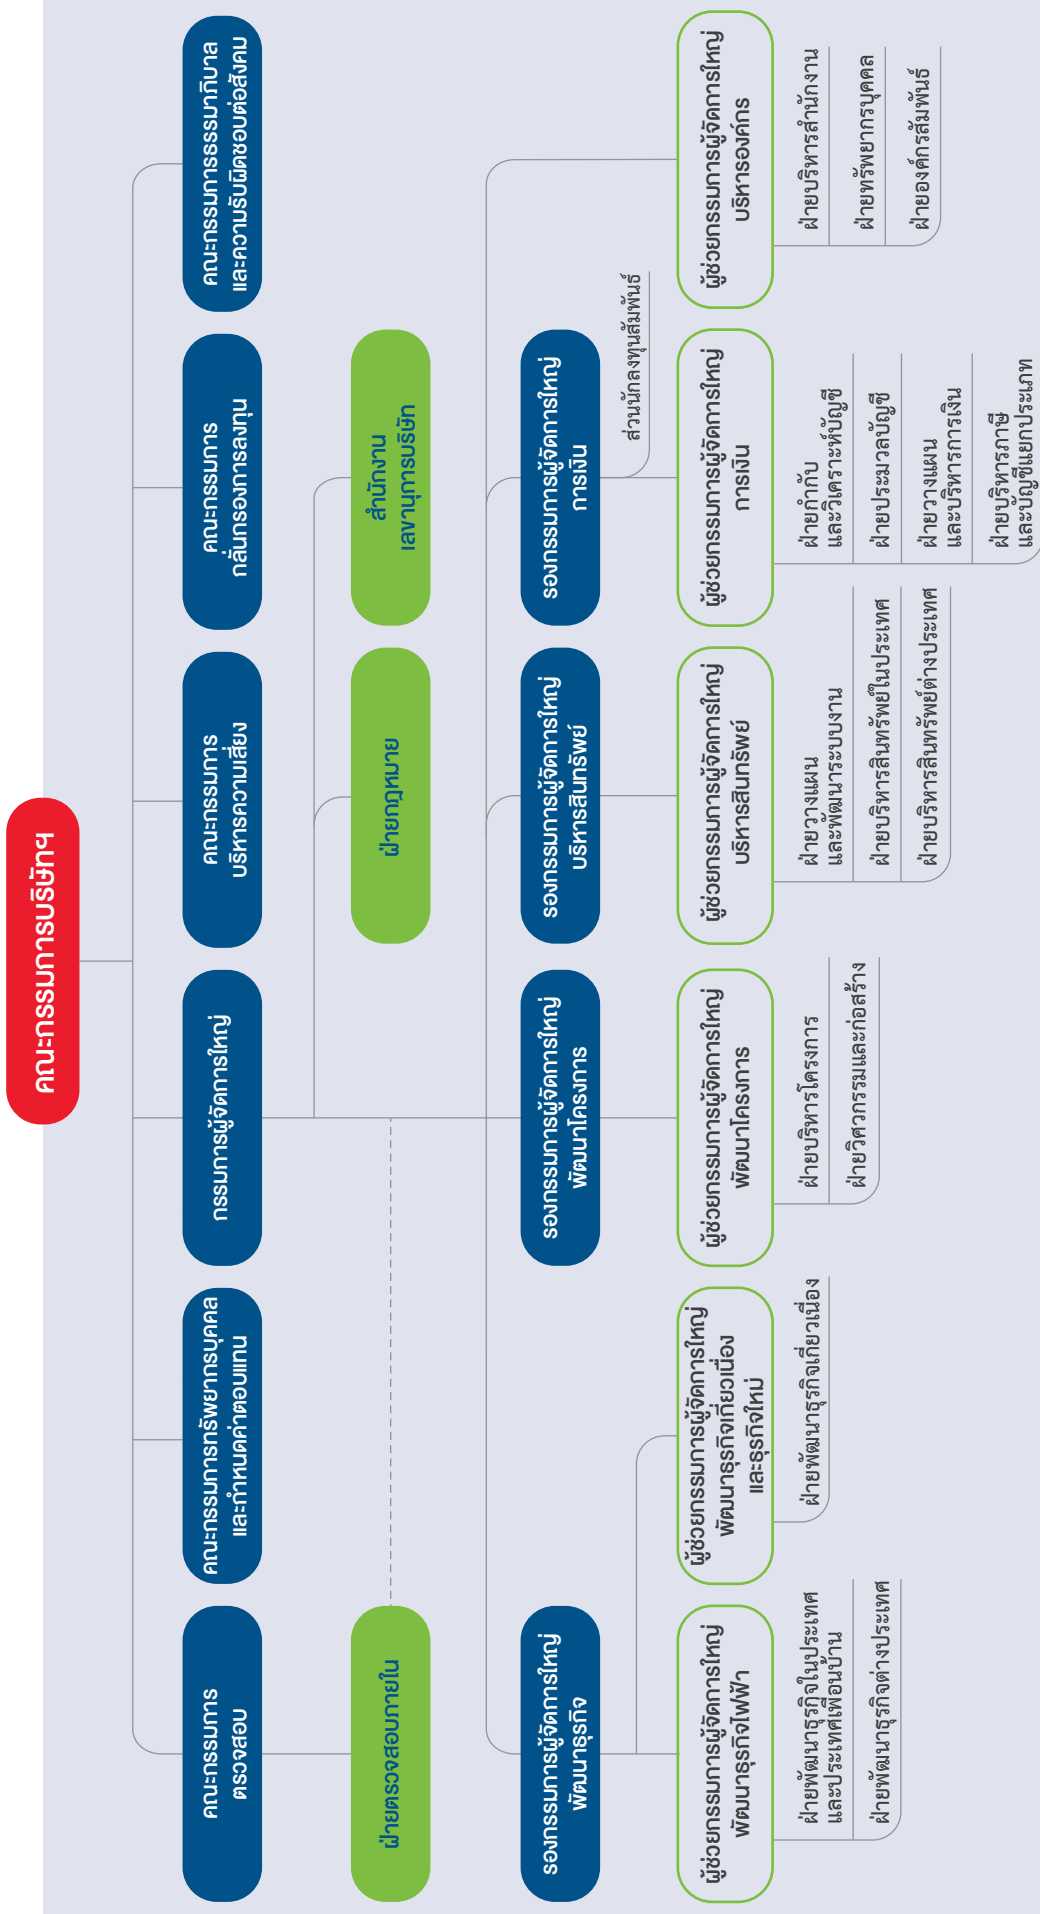 คณะกรรมการบริษัทฯ
คณะกรรมการ
ตรวจสอบ
คณะกรรมการทรัพยากรบุคคล
และกำหนดค่าตอบแทน
กรรมการผู้จัดการใหญ่
คณะกรรมการ
บริหารความเสี่ยง
คณะกรรมการ
กลั่นกรองการลงทุน
คณะกรรมการธรรมาภิบาล
และความรับผิดชอบต่อสังคม
ฝ่ายตรวจสอบภายใน
ฝ่ายกฎหมาย
สำนักงาน
เลขานุการบริษัท
รองกรรมการผู้จัดการใหญ่
พัฒนาธุรกิจ
รองกรรมการผู้จัดการใหญ่
พัฒนาโครงการ
รองกรรมการผู้จัดการใหญ่
บริหารสินทรัพย์
รองกรรมการผู้จัดการใหญ่
การเงิน
ส่วนนักลงทุนสัมพันธ์
ผู้ช่วยกรรมการผู้จัดการใหญ่
พัฒนาธุรกิจไฟฟ้า
ผู้ช่วยกรรมการผู้จัดการใหญ่
พัฒนาธุรกิจเกี่ยวเนื่อง
และธุรกิจใหม่
ผู้ช่วยกรรมการผู้จัดการใหญ่
พัฒนาโครงการ
ผู้ช่วยกรรมการผู้จัดการใหญ่
บริหารสินทรัพย์
ผู้ช่วยกรรมการผู้จัดการใหญ่
การเงิน
ผู้ช่วยกรรมการผู้จัดการใหญ่
บริหารองค์กร
ฝ่ายพัฒนาธุรกิจในประเทศ
และประเทศเพื่อนบ้าน
ฝ่ายพัฒนาธุรกิจต่างประเทศ
ฝ่ายพัฒนาธุรกิจเกี่ยวเนื่อง
ฝ่ายบริหารโครงการ
ฝ่ายวิศวกรรมและก่อสร้าง
ฝ่ายวางแผน
และพัฒนาระบบงาน
ฝ่ายบริหารสินทรัพย์ในประเทศ
ฝ่ายบริหารสินทรัพย์ต่างประเทศ
ฝ่ายกำกับ
และวิเคราะห์บัญชี
ฝ่ายประมวลบัญชี
ฝ่ายวางแผน
และบริหารการเงิน
ฝ่ายบริหารภาษี
และบัญชีแยกประเภท
ฝ่ายบริหารสำนักงาน
ฝ่ายทรัพยากรบุคคล
ฝ่ายองค์กรสัมพันธ์